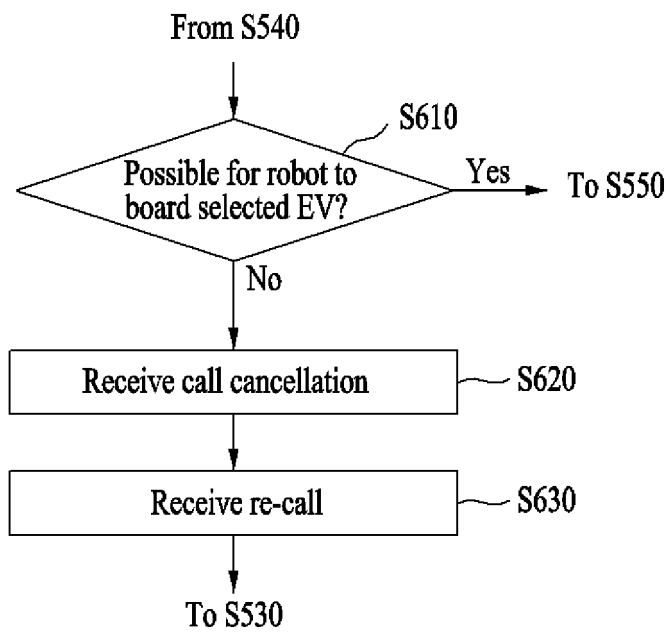 From S540
S610
Possible for robot to
board selected EV?
Yes
To S550
No
Receive call cancellation
S620
Receive re-call
S630
To S530